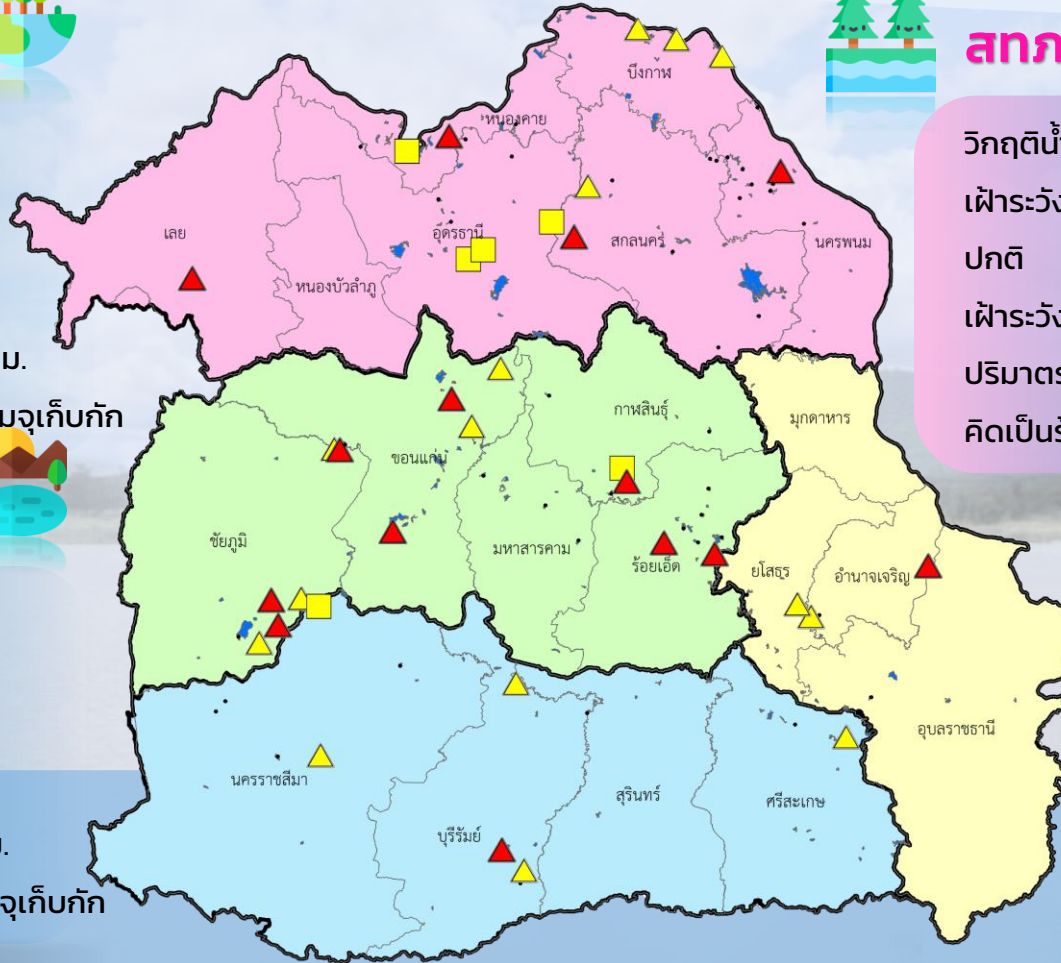 สทภ
วิกฤติน้
เฝ้าระวัง
ปกติ
เฝ้าระวัง
ปริมาตร
คิดเป็นร้
บึงกาฬ
หนองคาย
เลย
อุดรธานี
สกลนคร
นครพนม
หนองบัวลำภู
ม.
มจุเก็บกัก
กาฬสินธุ์
มุกดาหาร
ขอนแก่น
ชัยภูมิ
มหาสารคาม
ร้อยเอ็ด
ยโสธร
อำนาจเจริญ
อุบลราชธานี
นครราชสีมา
สุรินทร์
ศรีสะเกษ
บุรีรัมย์
ม.
จุเก็บกัก